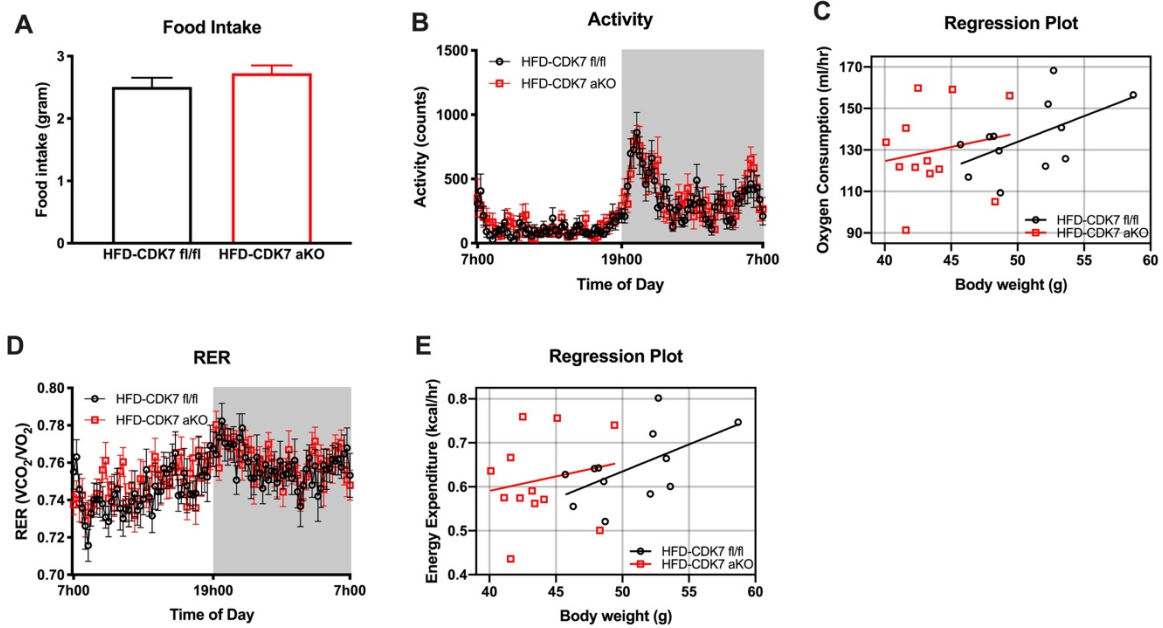 A
Food Intake
Food intake (gram)
3
2
1
0
HFD-CDK7 fl/fl
HFD-CDK7 aKO
B
Activity
Activity (counts)
1500
1000
500
0
HFD-CDK7 fl/fl
HFD-CDK7 aKO
7h00
19h00
7h00
Time of Day
C
Regression Plot
Oxygen Consumption (ml/hr)
170
150
130
110
90
HFD-CDK7 fl/fl
HFD-CDK7 aKO
40
45
50
55
60
Body weight (g)
D
RER
RER (VCO2/VO2)
0.80
0.78
0.76
0.74
0.72
0.70
HFD-CDK7 fl/fl
HFD-CDK7 aKO
7h00
19h00
7h00
Time of Day
E
Regression Plot
Energy Expenditure (kcal/hr)
0.8
0.7
0.6
0.5
0.4
HFD-CDK7 fl/fl
HFD-CDK7 aKO
40
45
50
55
60
Body weight (g)